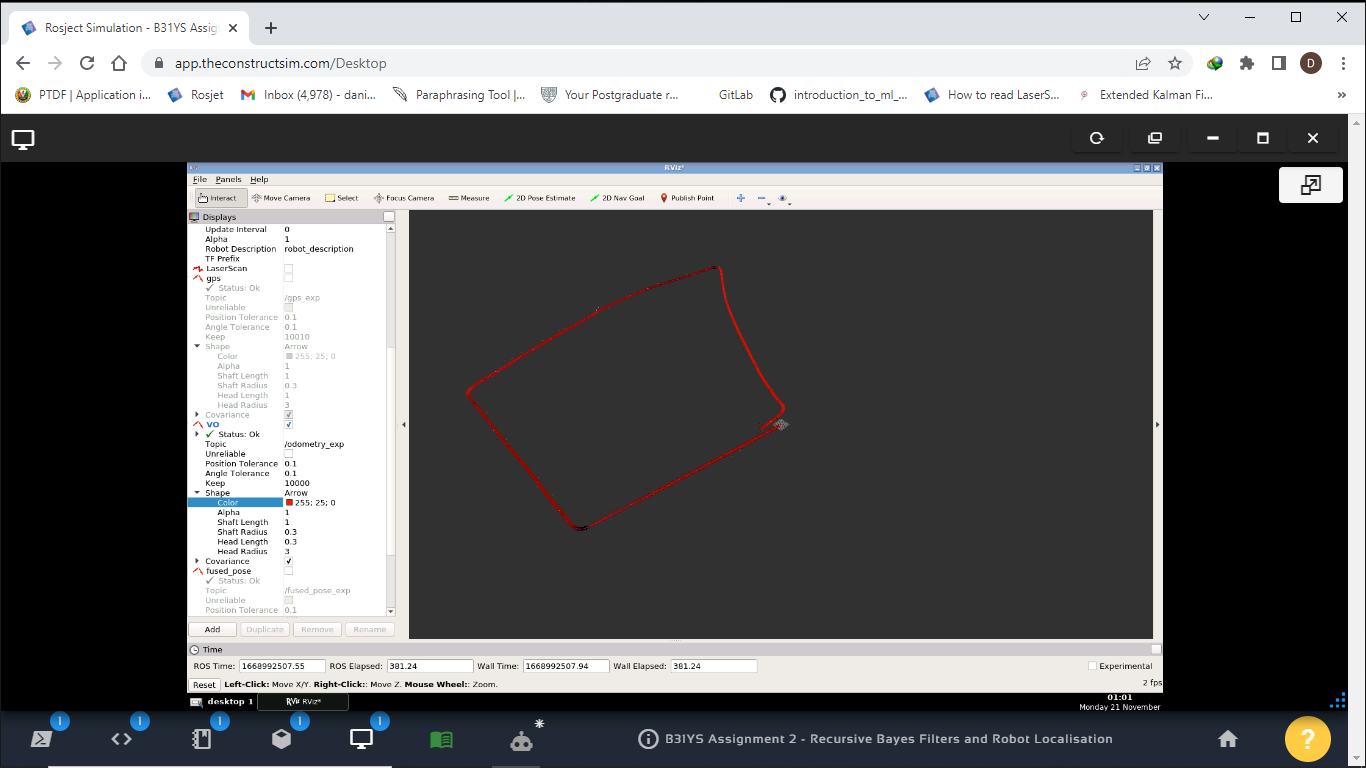 Rosject Simulation - B31YS Assig
app.theconstructsim.com/Desktop
D
PTDF | Application i...
Rosjet
Inbox (4,978) - dani...
Paraphrasing Tool |...
Your Postgraduate r...
GitLab
introduction_to_ml_...
How to read LaserS...
Extended Kalman Fi...
»
RViz*
File Panels Help
Interact Move Camera Select Focus Camera Measure 2D Pose Estimate 2D Nav Goal Publish Point
Displays
Update Interval 0
Alpha 1
Robot Description robot_description
TF Prefix
LaserScan
gps
Status: Ok
Topic /gps_exp
Unreliable
Position Tolerance 0.1
Angle Tolerance 0.1
Keep 10010
Shape Arrow
Color 255; 25; 0
Alpha 1
Shaft Length 1
Shaft Radius 0.3
Head Length 1
Head Radius 3
Covariance
VO
Status: Ok
Topic /odometry_exp
Unreliable
Position Tolerance 0.1
Angle Tolerance 0.1
Keep 10000
Shape Arrow
Color 255; 25; 0
Alpha 1
Shaft Length 1
Shaft Radius 0.3
Head Length 0.3
Head Radius 3
Covariance
fused_pose
Status: Ok
Topic /fused_pose_exp
Unreliable
Position Tolerance 0.1
Add Duplicate Remove Rename
Time
ROS Time: 1668992507.55 ROS Elapsed: 381.24 Wall Time: 1668992507.94 Wall Elapsed: 381.24 Experimental
Reset Left-Click: Move X/Y. Right-Click:: Move Z. Mouse Wheel:: Zoom. 2 fps
desktop 1 RViz RViz*
01:01
Monday 21 November
B31YS Assignment 2 - Recursive Bayes Filters and Robot Localisation
?